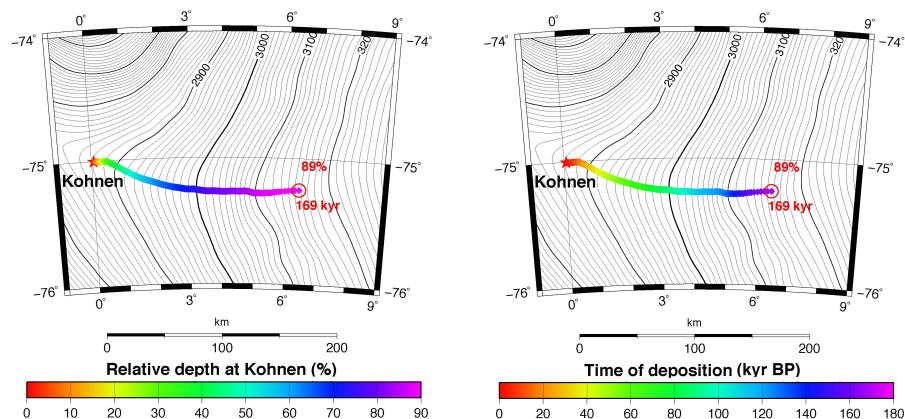 0° 3° 6° 9°
−74° −74°
2900 3000 3100 320
−75° −75°
89%
Kohnen
169 kyr
−76° −76°
0° 3° 6° 9°
km
0 100 200
Relative depth at Kohnen (%)
0 10 20 30 40 50 60 70 80 90
0° 3° 6° 9°
−74° −74°
2900 3000 3100 320
−75° −75°
89%
Kohnen
169 kyr
−76° −76°
0° 3° 6° 9°
km
0 100 200
Time of deposition (kyr BP)
0 20 40 60 80 100 120 140 160 180